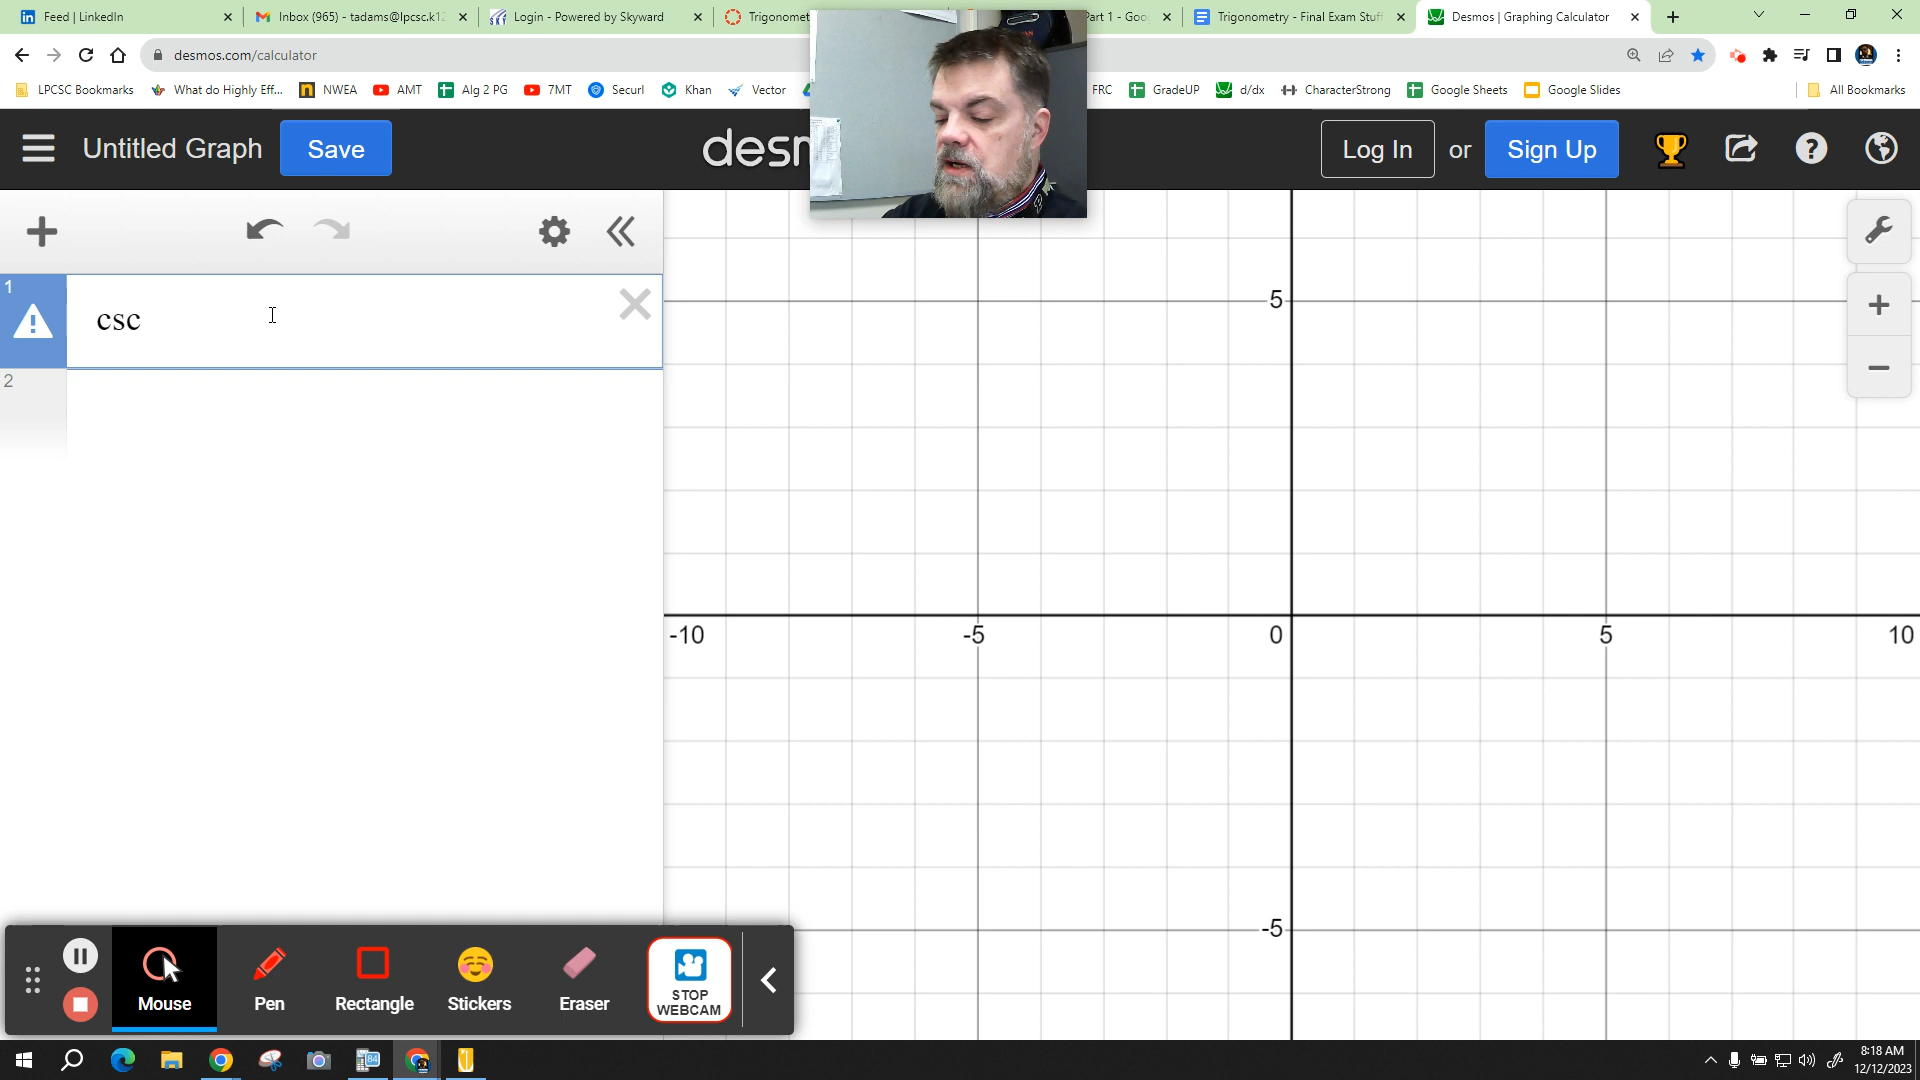 Feed | LinkedIn
Inbox (965) - tadams@lpcsc.k12
Login - Powered by Skyward
Trigonomet
Part 1 - Goo
Trigonometry - Final Exam Stuff
Desmos | Graphing Calculator
desmos.com/calculator
LPCSC Bookmarks
What do Highly Eff...
NWEA
AMT
Alg 2 PG
7MT
Securl
Khan
Vector
FRC
GradeUP
d/dx
CharacterStrong
Google Sheets
Google Slides
All Bookmarks
Untitled Graph
Save
desm
Log In
or
Sign Up
1
csc
2
5
-10
-5
0
5
10
-5
Mouse
Pen
Rectangle
Stickers
Eraser
STOP
WEBCAM
84
8:18 AM
12/12/2023